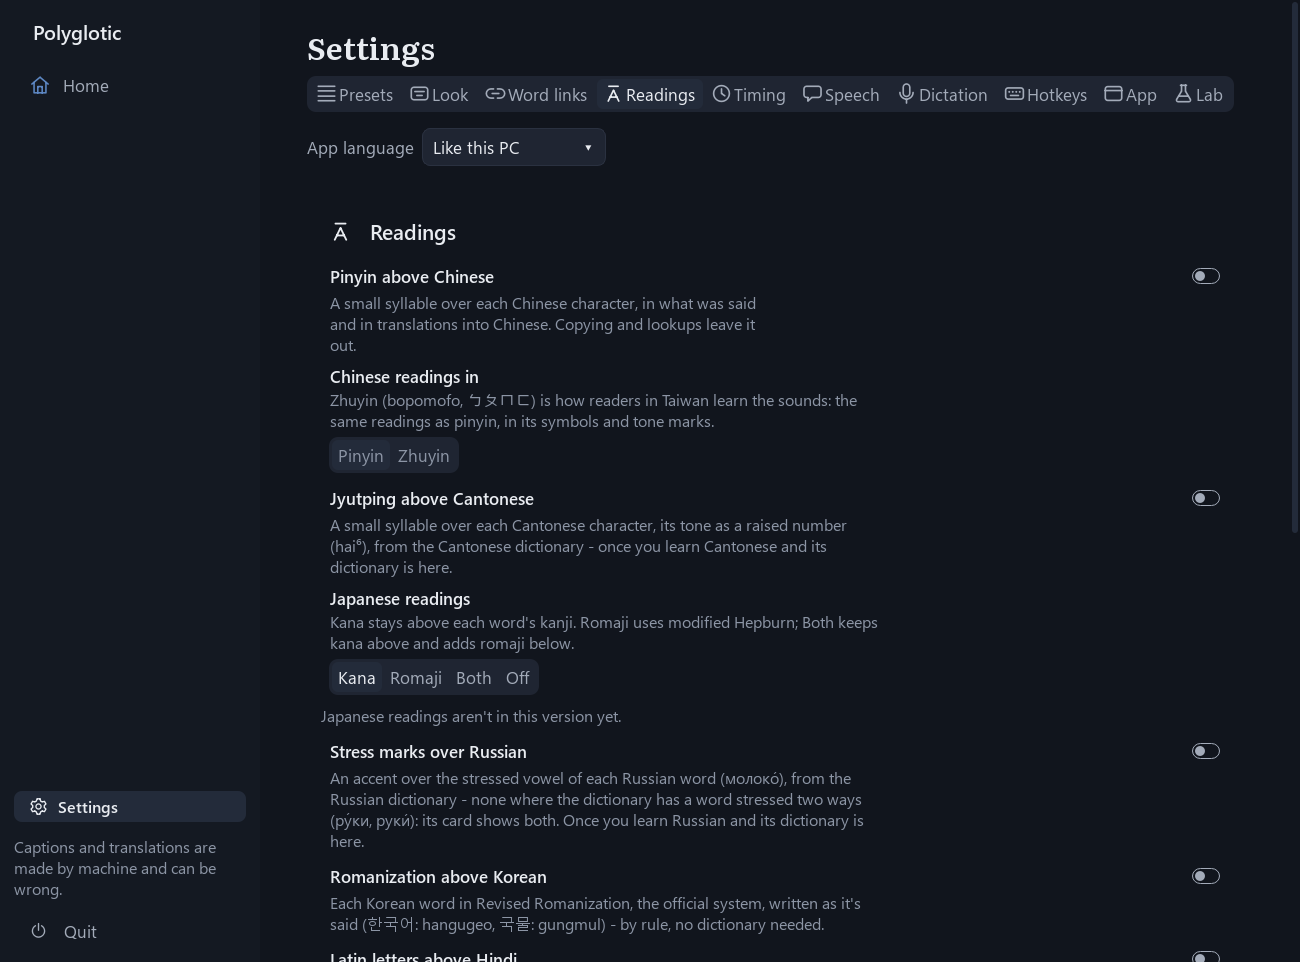 Polyglotic
Home
Settings
Presets Look Word links Readings Timing Speech Dictation Hotkeys App Lab
App language Like this PC
Readings
Pinyin above Chinese
A small syllable over each Chinese character, in what was said
and in translations into Chinese. Copying and lookups leave it
out.
Chinese readings in
Zhuyin (bopomofo, ㄅㄆㄇㄈ) is how readers in Taiwan learn the sounds: the
same readings as pinyin, in its symbols and tone marks.
Pinyin Zhuyin
Jyutping above Cantonese
A small syllable over each Cantonese character, its tone as a raised number
(hai⁶), from the Cantonese dictionary - once you learn Cantonese and its
dictionary is here.
Japanese readings
Kana stays above each word's kanji. Romaji uses modified Hepburn; Both keeps
kana above and adds romaji below.
Kana Romaji Both Off
Japanese readings aren't in this version yet.
Stress marks over Russian
An accent over the stressed vowel of each Russian word (молоко́), from the
Russian dictionary - none where the dictionary has a word stressed two ways
(ру́ки, руки́): its card shows both. Once you learn Russian and its dictionary is
here.
Romanization above Korean
Each Korean word in Revised Romanization, the official system, written as it's
said (한국어: hangugeo, 국물: gungmul) - by rule, no dictionary needed.
Latin letters above Hindi
Settings
Captions and translations are
made by machine and can be
wrong.
Quit